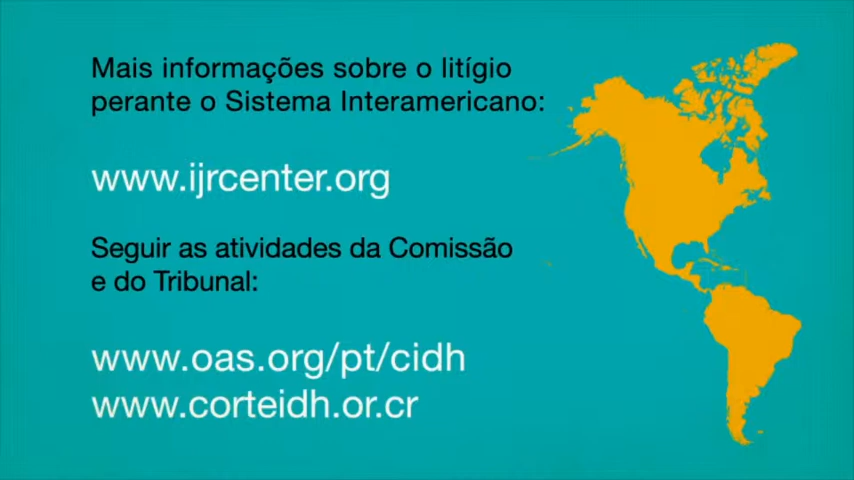 Mais informações sobre o litígio
perante o Sistema Interamericano:
www.ijrcenter.org
Seguir as atividades da Comissão
e do Tribunal:
www.oas.org/pt/cidh
www.corteidh.or.cr